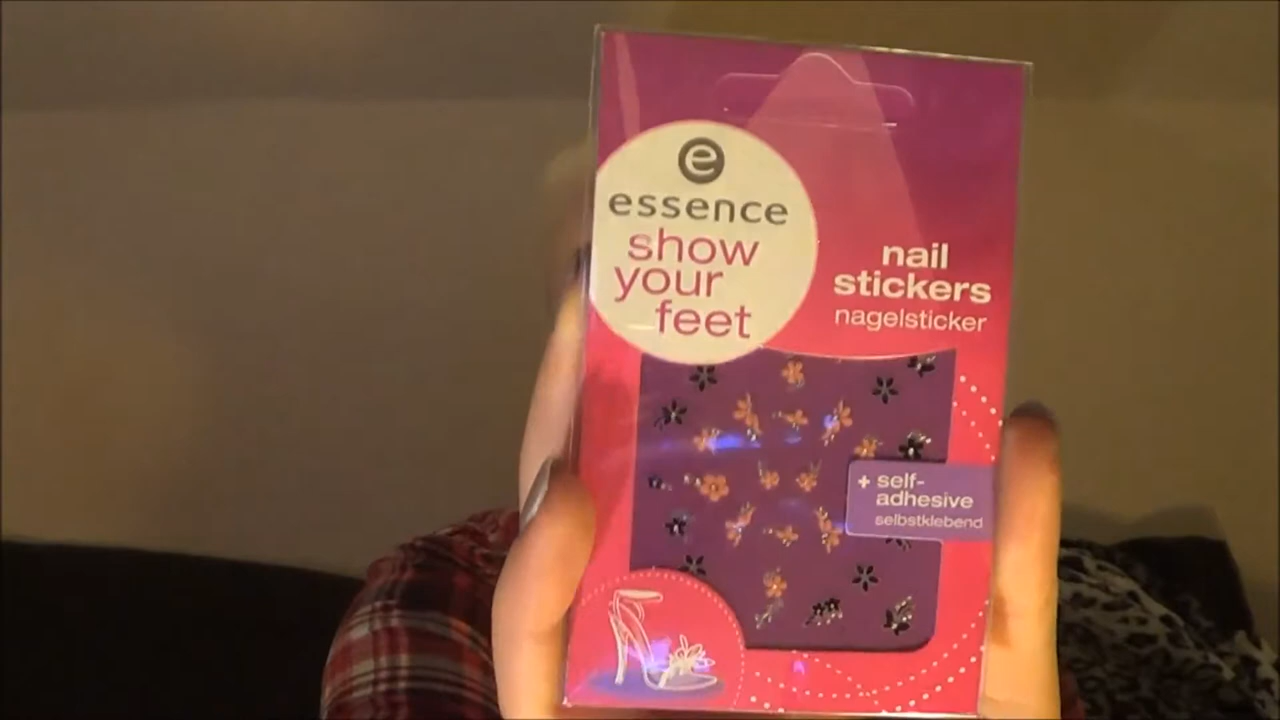 e
essence
show
your
feet
nail
stickers
nagelsticker
+ self-
adhesive
selbstklebend